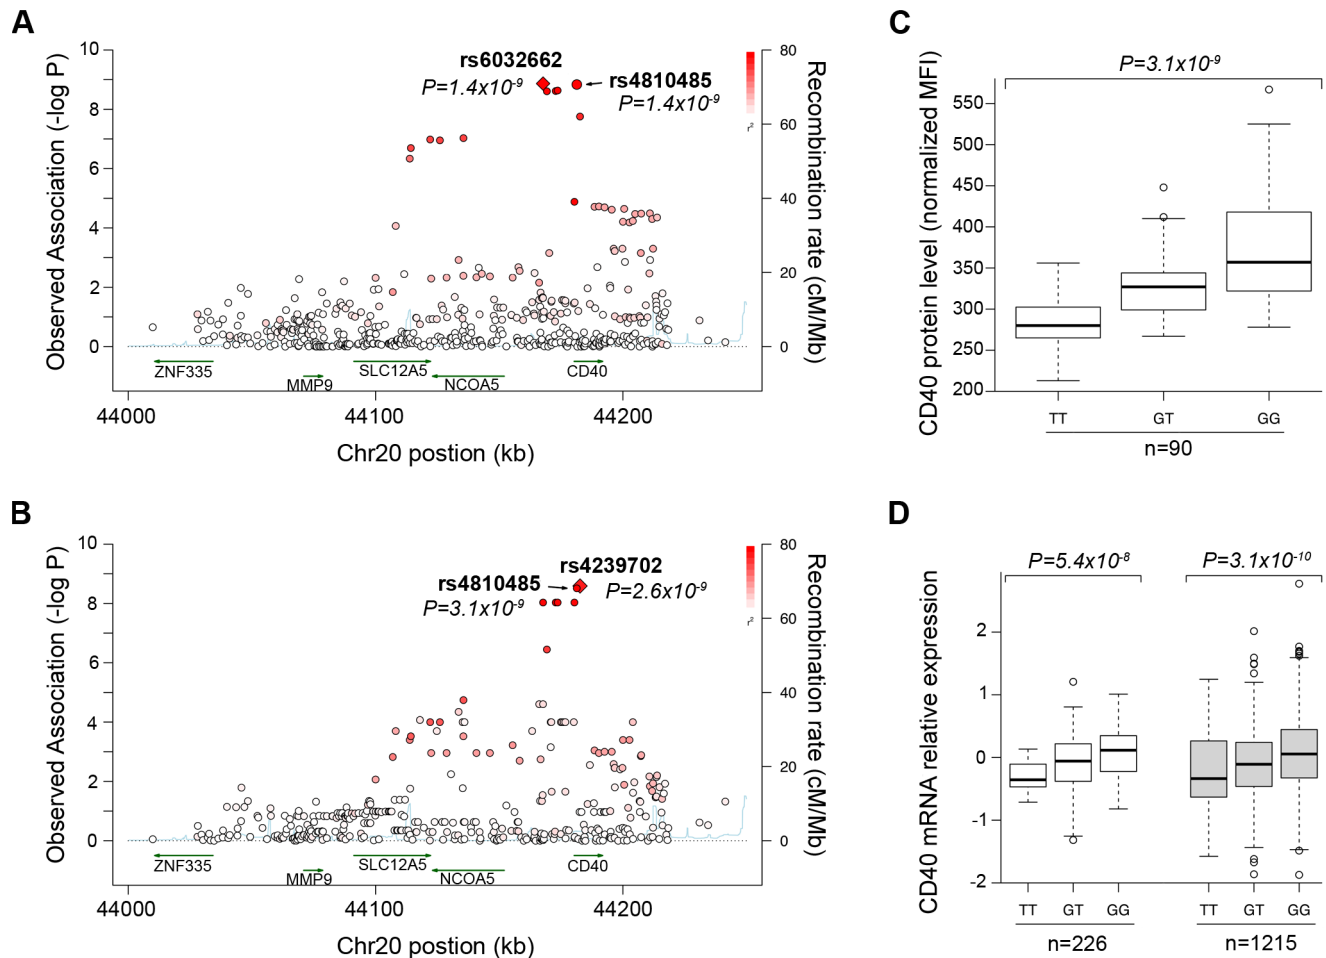 A
Observed Association (-log P)
10
8
6
4
2
0
rs6032662
P=1.4x10-9
rs4810485
P=1.4x10-9
r2
80
60
40
20
0
Recombination rate (cM/Mb)
ZNF335
MMP9
SLC12A5
NCOA5
CD40
44000
44100
44200
Chr20 postion (kb)
B
Observed Association (-log P)
10
8
6
4
2
0
rs4239702
rs4810485
P=2.6x10-9
P=3.1x10-9
r2
80
60
40
20
0
Recombination rate (cM/Mb)
ZNF335
MMP9
SLC12A5
NCOA5
CD40
44000
44100
44200
Chr20 postion (kb)
C
P=3.1x10-9
CD40 protein level (normalized MFI)
550
500
450
400
350
300
250
200
TT GT GG
n=90
D
P=5.4x10-8
P=3.1x10-10
CD40 mRNA relative expression
2
1
0
-1
-2
TT GT GG
TT GT GG
n=226
n=1215